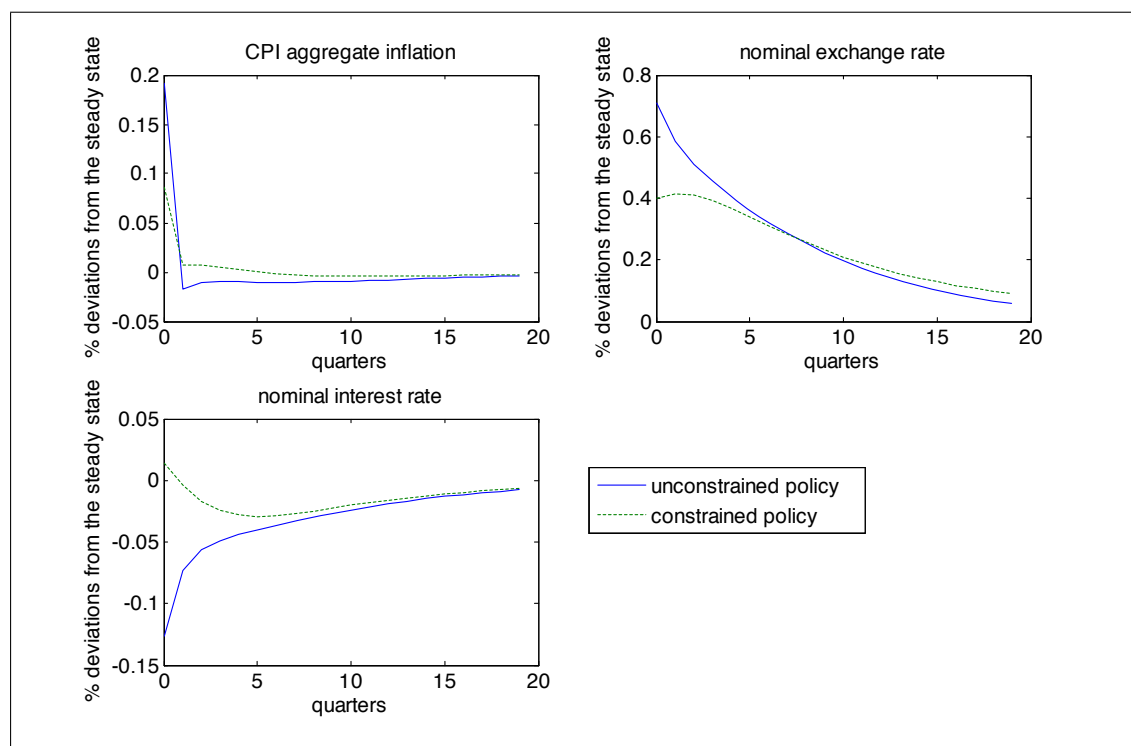 CPI aggregate inflation
% deviations from the steady state
0.2
0.15
0.1
0.05
0
-0.05
0 5 10 15 20
quarters
nominal exchange rate
% deviations from the steady state
0.8
0.6
0.4
0.2
0
0 5 10 15 20
quarters
nominal interest rate
% deviations from the steady state
0.05
0
-0.05
-0.1
-0.15
0 5 10 15 20
quarters
unconstrained policy
constrained policy